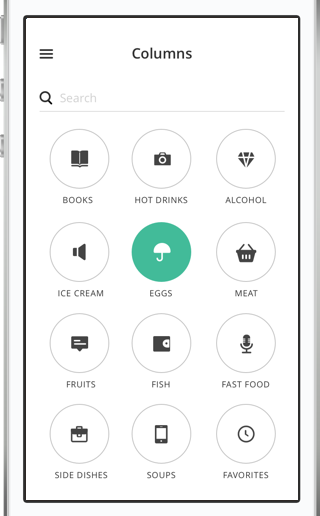 Columns
Search
BOOKS HOT DRINKS ALCOHOL
ICE CREAM EGGS MEAT
FRUITS FISH FAST FOOD
SIDE DISHES SOUPS FAVORITES